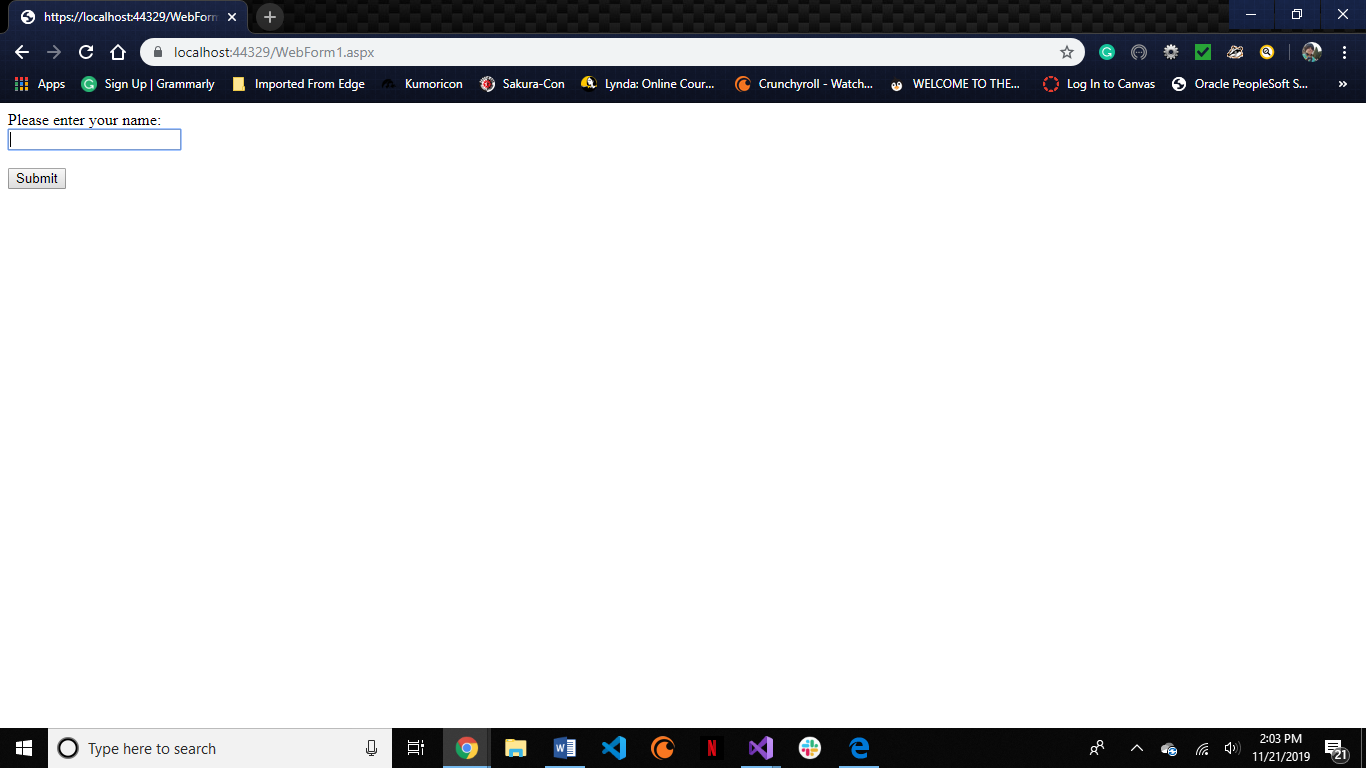 https://localhost:44329/WebForm
localhost:44329/WebForm1.aspx
Apps Sign Up | Grammarly Imported From Edge Kumoricon Sakura-Con Lynda: Online Cour... Crunchyroll - Watch... WELCOME TO THE... Log In to Canvas Oracle PeopleSoft S... »
Please enter your name:
Submit
Type here to search
2:03 PM
11/21/2019
21